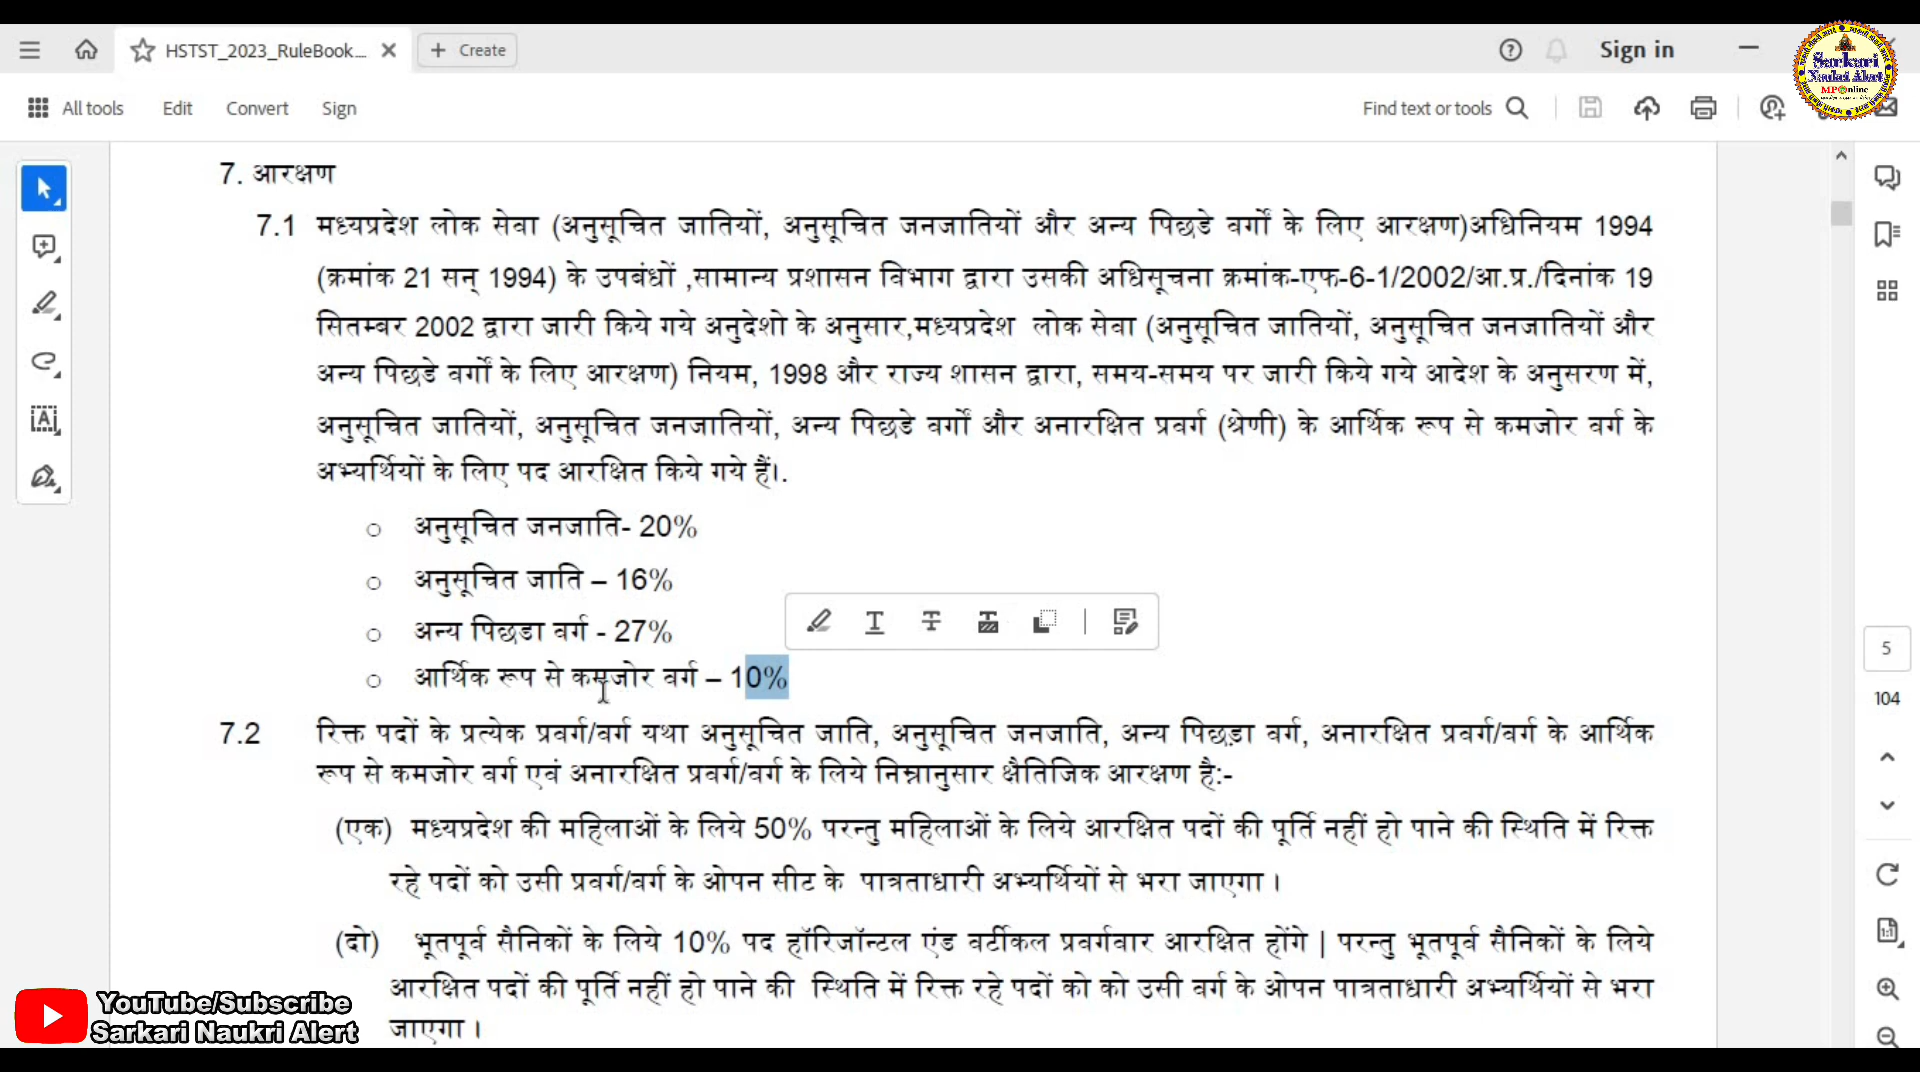 HSTST_2023_RuleBook_...
Create
Sign in
All tools
Edit
Convert
Sign
Find text or tools
Sarkari
Naukri Alert
MPOnline
7. आरक्षण
7.1 मध्यप्रदेश लोक सेवा (अनुसूचित जातियों, अनुसूचित जनजातियों और अन्य पिछडे वर्गों के लिए आरक्षण)अधिनियम 1994
(क्रमांक 21 सन् 1994) के उपबंधों ,सामान्य प्रशासन विभाग द्वारा उसकी अधिसूचना क्रमांक-एफ-6-1/2002/आ.प्र./दिनांक 19
सितम्बर 2002 द्वारा जारी किये गये अनुदेशो के अनुसार,मध्यप्रदेश लोक सेवा (अनुसूचित जातियों, अनुसूचित जनजातियों और
अन्य पिछडे वर्गों के लिए आरक्षण) नियम, 1998 और राज्य शासन द्वारा, समय-समय पर जारी किये गये आदेश के अनुसरण में,
अनुसूचित जातियों, अनुसूचित जनजातियों, अन्य पिछडे वर्गों और अनारक्षित प्रवर्ग (श्रेणी) के आर्थिक रूप से कमजोर वर्ग के
अभ्यर्थियों के लिए पद आरक्षित किये गये हैं।.
o अनुसूचित जनजाति- 20%
o अनुसूचित जाति – 16%
o अन्य पिछडा वर्ग - 27%
o आर्थिक रूप से कमजोर वर्ग – 10%
7.2 रिक्त पदों के प्रत्येक प्रवर्ग/वर्ग यथा अनुसूचित जाति, अनुसूचित जनजाति, अन्य पिछड़ा वर्ग, अनारक्षित प्रवर्ग/वर्ग के आर्थिक
रूप से कमजोर वर्ग एवं अनारक्षित प्रवर्ग/वर्ग के लिये निम्नानुसार क्षैतिजिक आरक्षण है:-
(एक) मध्यप्रदेश की महिलाओं के लिये 50% परन्तु महिलाओं के लिये आरक्षित पदों की पूर्ति नहीं हो पाने की स्थिति में रिक्त
रहे पदों को उसी प्रवर्ग/वर्ग के ओपन सीट के पात्रताधारी अभ्यर्थियों से भरा जाएगा ।
(दो) भूतपूर्व सैनिकों के लिये 10% पद हॉरिजॉन्टल एंड वर्टीकल प्रवर्गवार आरक्षित होंगे | परन्तु भूतपूर्व सैनिकों के लिये
आरक्षित पदों की पूर्ति नहीं हो पाने की स्थिति में रिक्त रहे पदों को को उसी वर्ग के ओपन पात्रताधारी अभ्यर्थियों से भरा
जाएगा ।
5
104
YouTube/Subscribe
Sarkari Naukri Alert